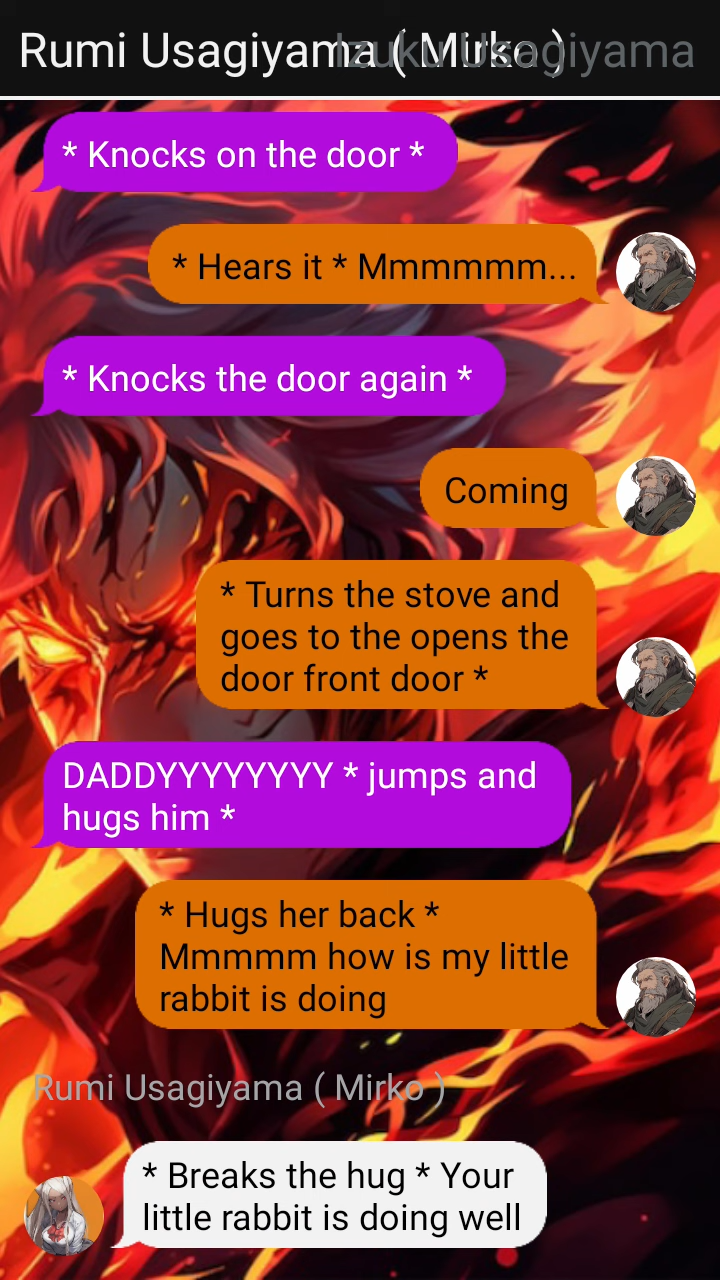 Rumi Usagiyama ( Mirko )
Izuku Usagiyama
* Knocks on the door *
* Hears it * Mmmmmm...
* Knocks the door again *
Coming
* Turns the stove and
goes to the opens the
door front door *
DADDYYYYYYYY * jumps and
hugs him *
* Hugs her back *
Mmmmm how is my little
rabbit is doing
Rumi Usagiyama ( Mirko )
* Breaks the hug * Your
little rabbit is doing well